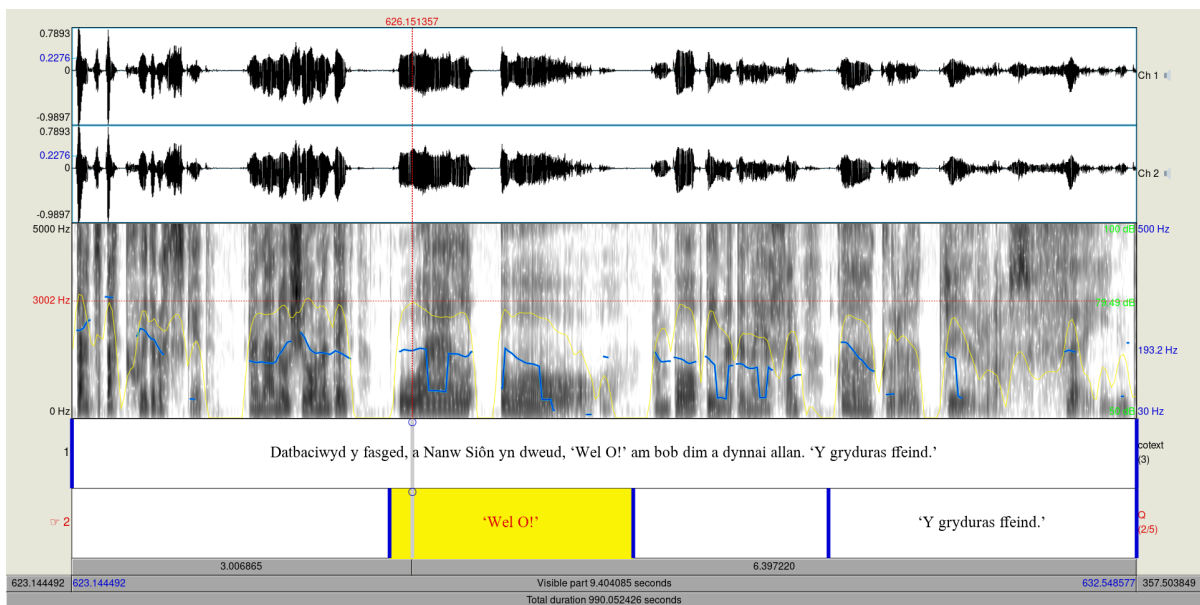 626.151357
0.7893
0.2276
0
-0.9897
Ch 1
0.7893
0.2276
0
-0.9897
Ch 2
5000 Hz
100 dB
500 Hz
3002 Hz
193.2 Hz
0 Hz
30 Hz
1
Datbaciwyd y fasged, a Nanw Siôn yn dweud, ‘Wel O!’ am bob dim a dynnai allan. ‘Y gryduras ffeind.’
cotext
(3)
☞ 2
‘Wel O!’
‘Y gryduras ffeind.’
Q
(2/5)
3.006865
6.397220
623.144492
623.144492
Visible part 9.404085 seconds
632.548577
357.503849
Total duration 990.052426 seconds